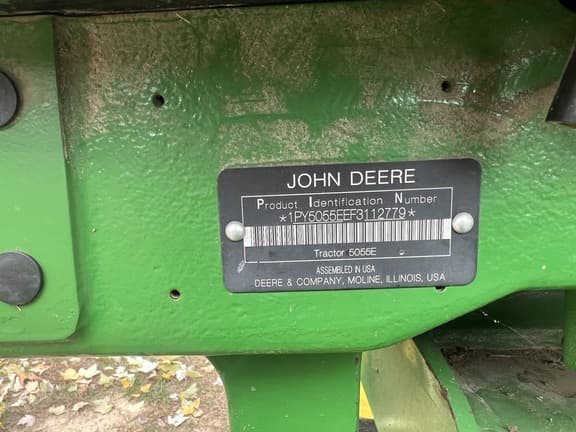 JOHN DEERE
Product Identification Number
*1PY5055EEF3112779*
Tractor 5055E
ASSEMBLED IN USA
DEERE & COMPANY, MOLINE, ILLINOIS, USA